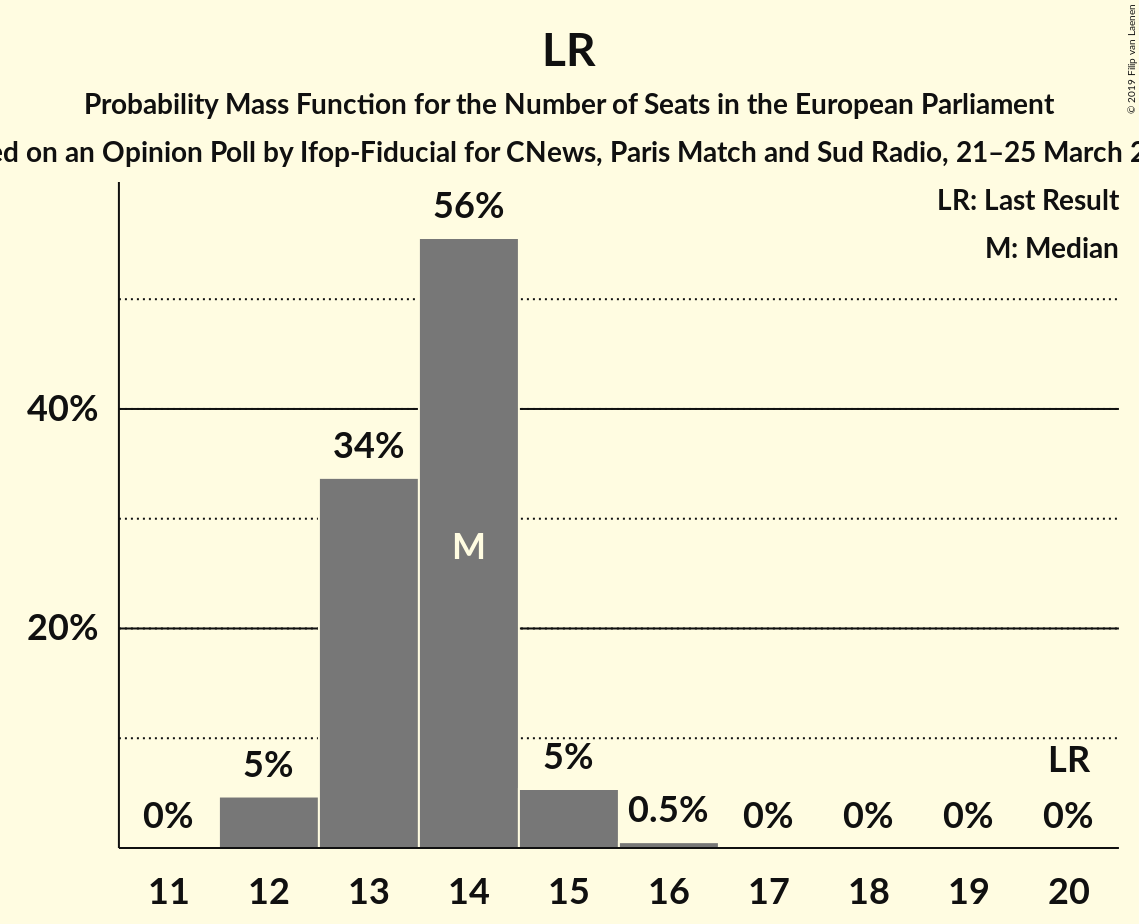 LR
Probability Mass Function for the Number of Seats in the European Parliament
on an Opinion Poll by Ifop-Fiducial for CNews, Paris Match and Sud Radio, 21–25 March
© 2019 Filip van Laenen
LR: Last Result
M: Median
56%
40%
34%
M
20%
5%
5%
LR
0%
0.5%
0%
0%
0%
0%
11
12
13
14
15
16
17
18
19
20